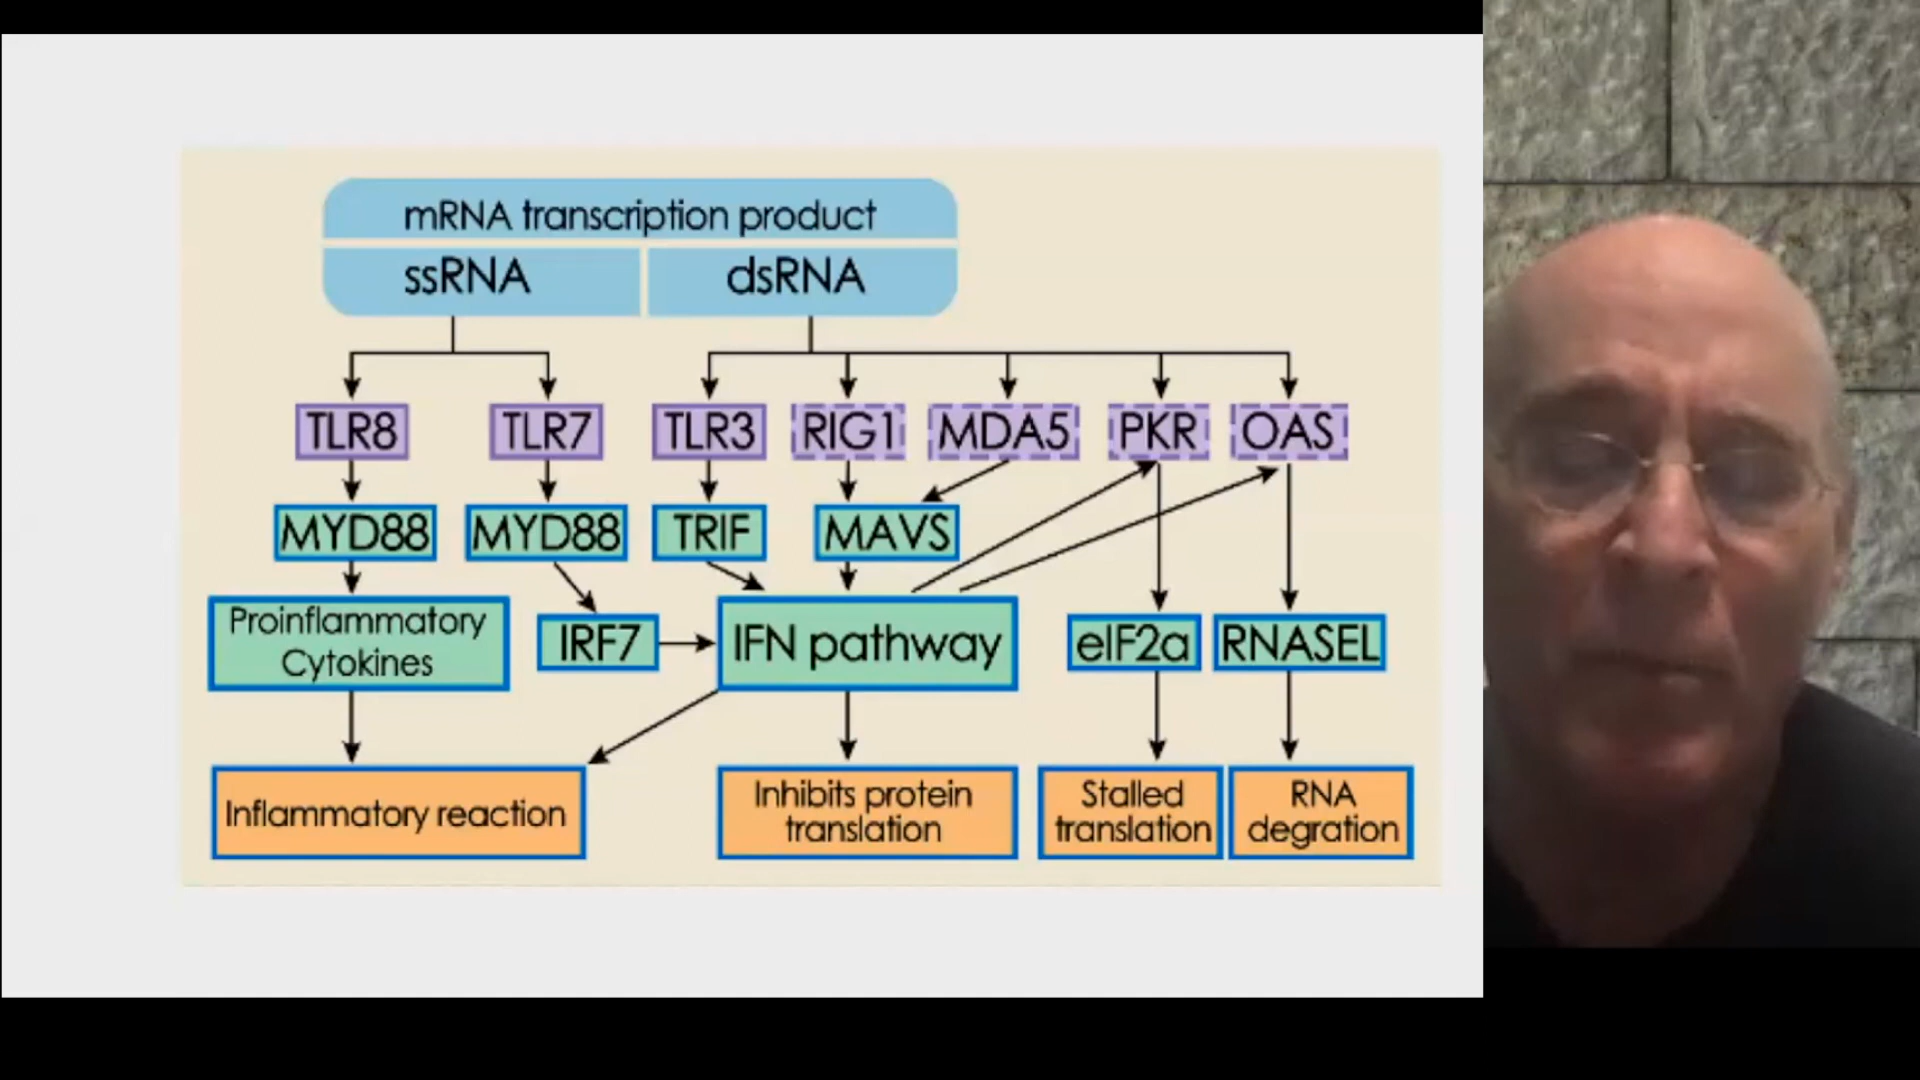 mRNA transcription product
ssRNA
dsRNA
TLR8
TLR7
TLR3
RIG1
MDA5
PKR
OAS
MYD88
MYD88
TRIF
MAVS
Proinflammatory
Cytokines
IRF7
IFN pathway
eIF2a
RNASEL
Inflammatory reaction
Inhibits protein
translation
Stalled
translation
RNA
degration